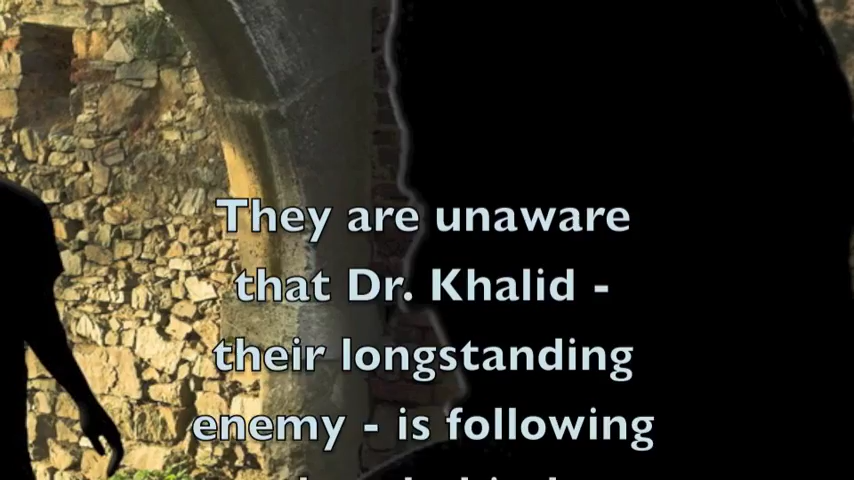 They are unaware
that Dr. Khalid -
their longstanding
enemy - is following